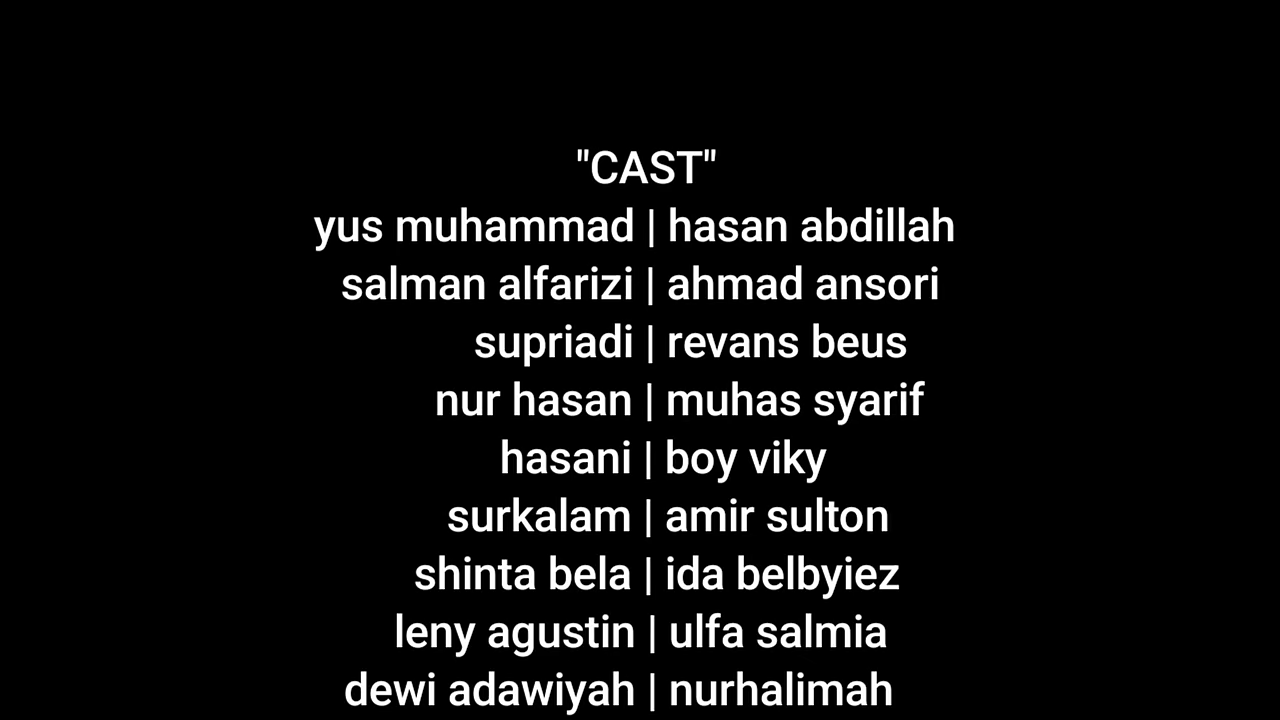 "CAST"
yus muhammad | hasan abdillah
salman alfarizi | ahmad ansori
supriadi | revans beus
nur hasan | muhas syarif
hasani | boy viky
surkalam | amir sulton
shinta bela | ida belbyiez
leny agustin | ulfa salmia
dewi adawiyah | nurhalimah